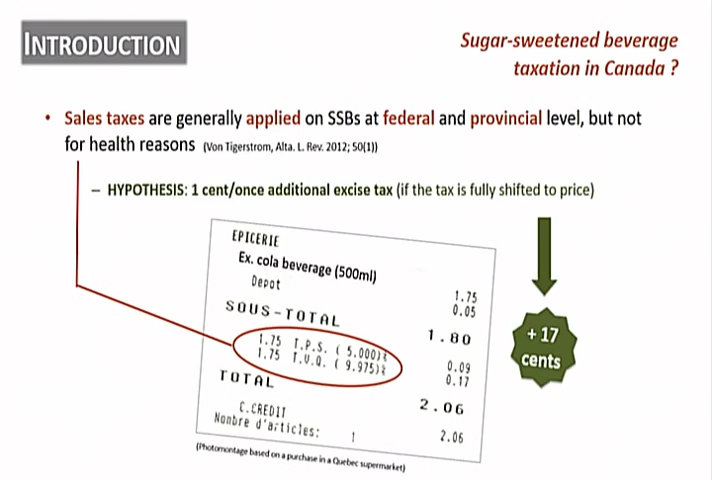 INTRODUCTION
Sugar-sweetened beverage
taxation in Canada ?
• Sales taxes are generally applied on SSBs at federal and provincial level, but not
for health reasons (Von Tigerstrom, Alta. L. Rev. 2012; 50(1))
– HYPOTHESIS: 1 cent/once additional excise tax (if the tax is fully shifted to price)
EPICERIE
Ex. cola beverage (500ml) 1.75
Depot 0.05
SOUS-TOTAL 1.80
1.75 T.P.S. ( 5.000)% 0.09
1.75 T.V.Q. ( 9.975)% 0.17
TOTAL 2.06
C.CREDIT 2.06
Nombre d'articles: 1
+ 17
cents
(Photomontage based on a purchase in a Quebec supermarket)